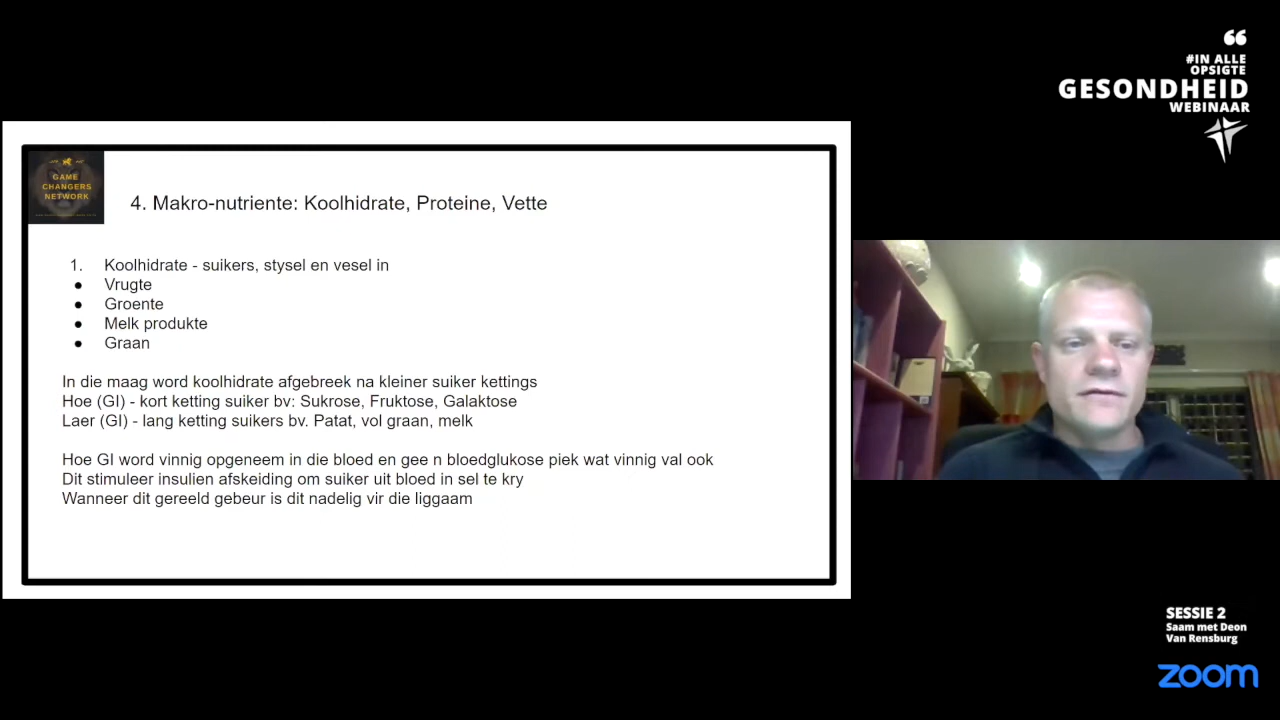 #IN ALLE
OPSIGTE
GESONDHEID
WEBINAAR
GAME
CHANGERS
NETWORK
4. Makro-nutriente: Koolhidrate, Proteine, Vette
1. Koolhidrate - suikers, stysel en vesel in
● Vrugte
● Groente
● Melk produkte
● Graan
In die maag word koolhidrate afgebreek na kleiner suiker kettings
Hoe (GI) - kort ketting suiker bv: Sukrose, Fruktose, Galaktose
Laer (GI) - lang ketting suikers bv. Patat, vol graan, melk
Hoe GI word vinnig opgeneem in die bloed en gee n bloedglukose piek wat vinnig val ook
Dit stimuleer insulien afskeiding om suiker uit bloed in sel te kry
Wanneer dit gereeld gebeur is dit nadelig vir die liggaam
SESSIE 2
Saam met Deon
Van Rensburg
zoom